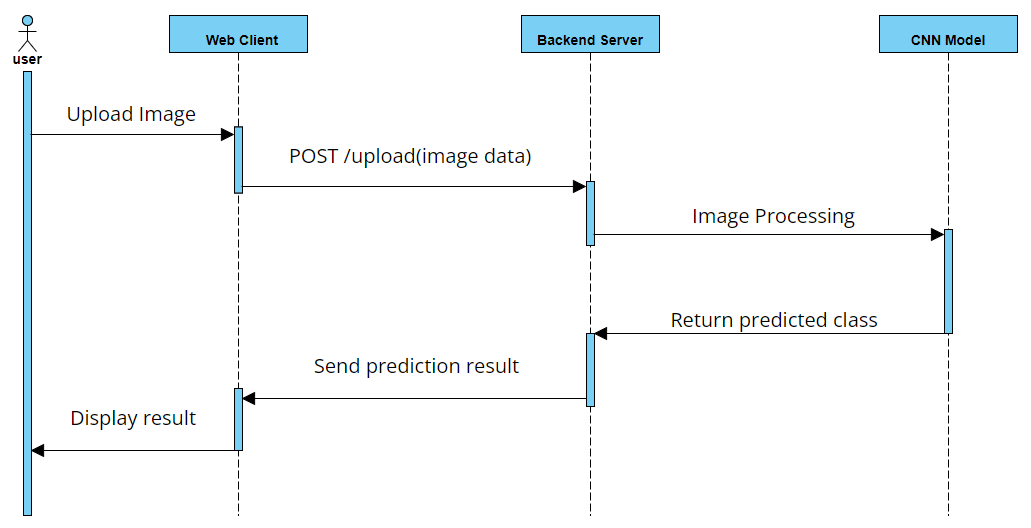 user
Web Client
Backend Server
CNN Model
Upload Image
POST /upload(image data)
Image Processing
Return predicted class
Send prediction result
Display result